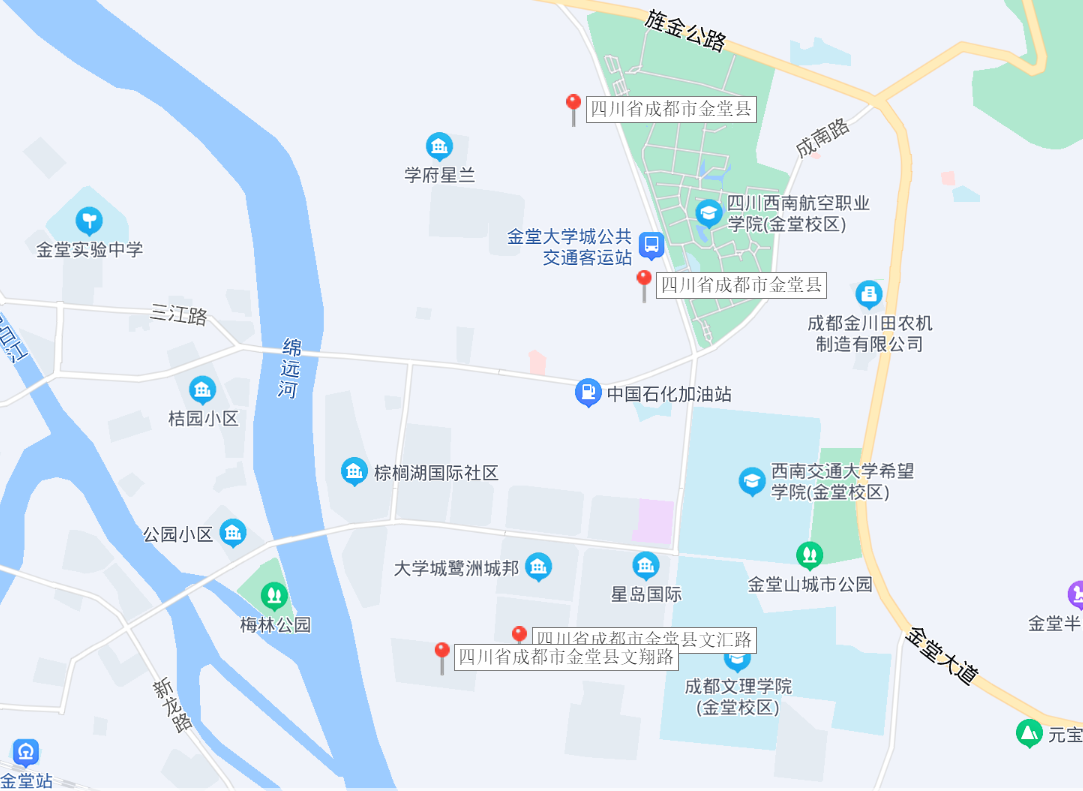 旌金公路
四川省成都市金堂县
成南路
学府星兰
四川西南航空职业
学院(金堂校区)
金堂实验中学
金堂大学城公共
交通客运站
四川省成都市金堂县
三江路
成都金川田农机
制造有限公司
绵远河
中国石化加油站
桔园小区
棕榈湖国际社区
西南交通大学希望
学院(金堂校区)
公园小区
大学城鹭洲城邦
星岛国际
金堂山城市公园
梅林公园
金堂半
四川省成都市金堂县文汇路
四川省成都市金堂县文翔路
金堂大道
成都文理学院
(金堂校区)
新龙路
元宝
金堂站